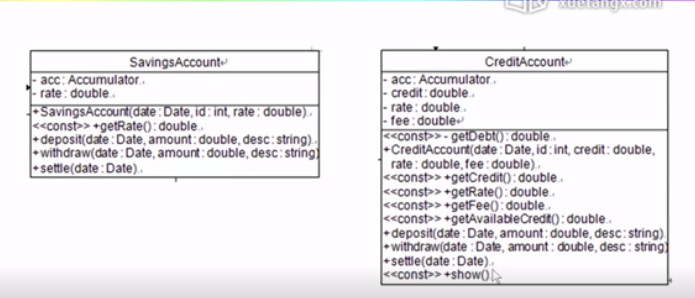 xuetangx.com
SavingsAccount
- acc : Accumulator
- rate : double
+SavingsAccount(date : Date, id : int, rate : double)
<<const>> +getRate() : double
+deposit(date : Date, amount : double, desc : string)
+withdraw(date : Date, amount : double, desc : string)
+settle(date : Date)
CreditAccount
- acc : Accumulator
- credit : double
- rate : double
- fee : double
<<const>> - getDebt() : double
+CreditAccount(date : Date, id : int, credit : double,
rate : double, fee : double)
<<const>> +getCredit() : double
<<const>> +getRate() : double
<<const>> +getFee() : double
<<const>> +getAvailableCredit() : double
+deposit(date : Date, amount : double, desc : string)
+withdraw(date : Date, amount : double, desc : string)
+settle(date : Date)
<<const>> +show()